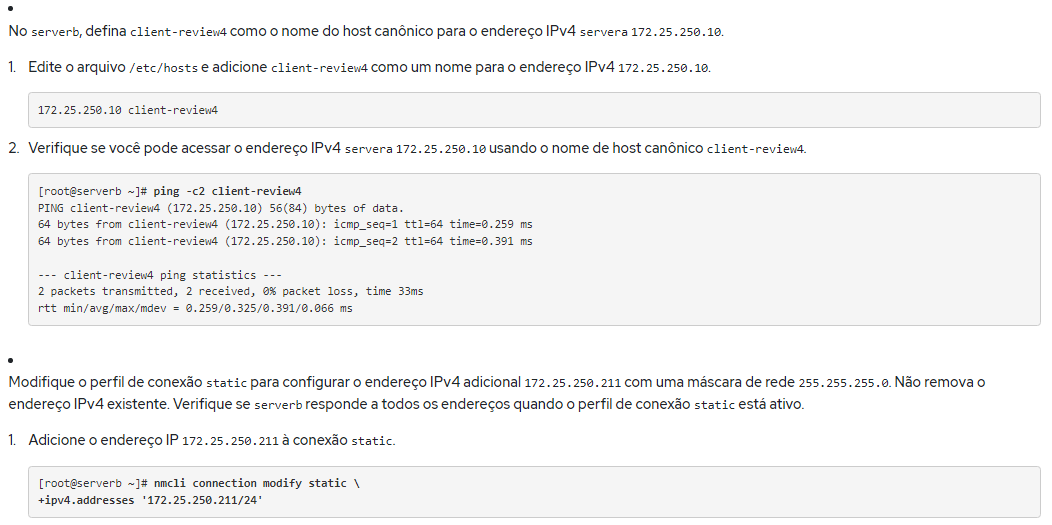 No serverb, defina client-review4 como o nome do host canônico para o endereço IPv4 servera 172.25.250.10.
1. Edite o arquivo /etc/hosts e adicione client-review4 como um nome para o endereço IPv4 172.25.250.10.
172.25.250.10 client-review4
2. Verifique se você pode acessar o endereço IPv4 servera 172.25.250.10 usando o nome de host canônico client-review4.
[root@serverb ~]# ping -c2 client-review4
PING client-review4 (172.25.250.10) 56(84) bytes of data.
64 bytes from client-review4 (172.25.250.10): icmp_seq=1 ttl=64 time=0.259 ms
64 bytes from client-review4 (172.25.250.10): icmp_seq=2 ttl=64 time=0.391 ms
--- client-review4 ping statistics ---
2 packets transmitted, 2 received, 0% packet loss, time 33ms
rtt min/avg/max/mdev = 0.259/0.325/0.391/0.066 ms
Modifique o perfil de conexão static para configurar o endereço IPv4 adicional 172.25.250.211 com uma máscara de rede 255.255.255.0. Não remova o
endereço IPv4 existente. Verifique se serverb responde a todos os endereços quando o perfil de conexão static está ativo.
1. Adicione o endereço IP 172.25.250.211 à conexão static.
[root@serverb ~]# nmcli connection modify static \
+ipv4.addresses '172.25.250.211/24'